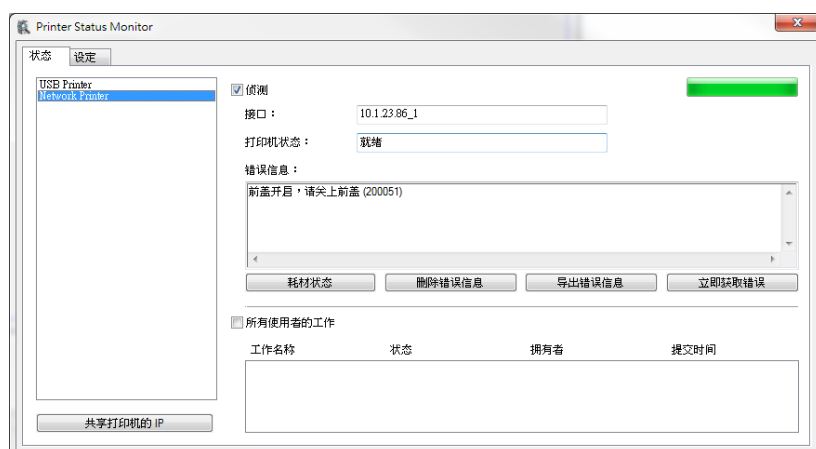 Printer Status Monitor
状态
设定
USB Printer
Network Printer
侦测
接口：
10.1.23.86_1
打印机状态：
就绪
错误信息：
前盖开启，请关上前盖 (200051)
耗材状态
删除错误信息
导出错误信息
立即获取错误
所有使用者的工作
工作名称
状态
拥有者
提交时间
共享打印机的 IP